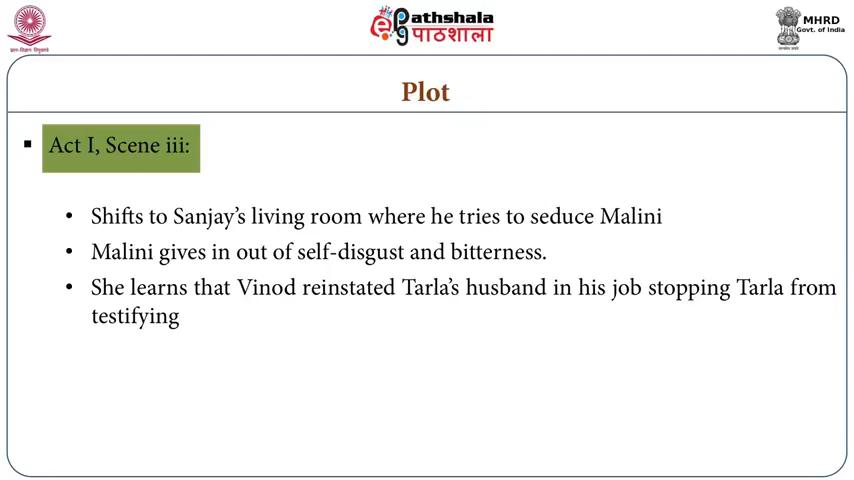 ePathshala
पाठशाला
MHRD
Govt. of India
Plot
▪ Act I, Scene iii:
• Shifts to Sanjay’s living room where he tries to seduce Malini
• Malini gives in out of self-disgust and bitterness.
• She learns that Vinod reinstated Tarla’s husband in his job stopping Tarla from
testifying